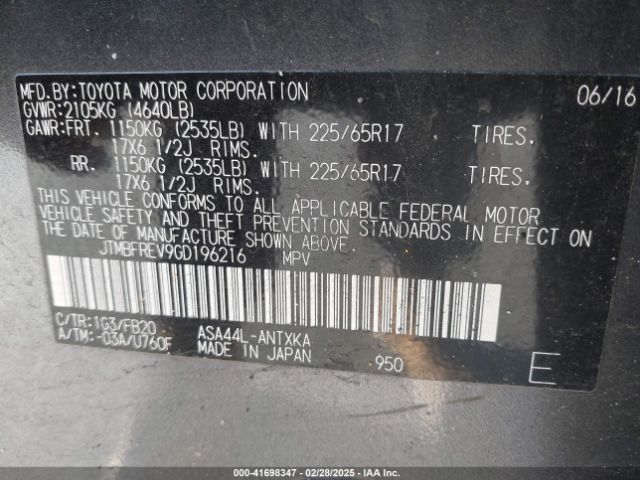 MFD.BY:TOYOTA MOTOR CORPORATION 06/16
GVWR:2105KG (4640LB)
GAWR:FRT. 1150KG (2535LB) WITH 225/65R17 TIRES.
17X6 1/2J RIMS.
RR. 1150KG (2535LB) WITH 225/65R17 TIRES.
17X6 1/2J RIMS.
THIS VEHICLE CONFORMS TO ALL APPLICABLE FEDERAL MOTOR
VEHICLE SAFETY AND THEFT PREVENTION STANDARDS IN EFFECT ON
THE DATE OF MANUFACTURE SHOWN ABOVE.
JTMBFREV9GD196216 MPV
C/TR:1G3/FB20 ASA44L-ANTXKA
A/TM:-03A/U760F MADE IN JAPAN 950 E
000-41698347 | 02/28/2025 - IAA |